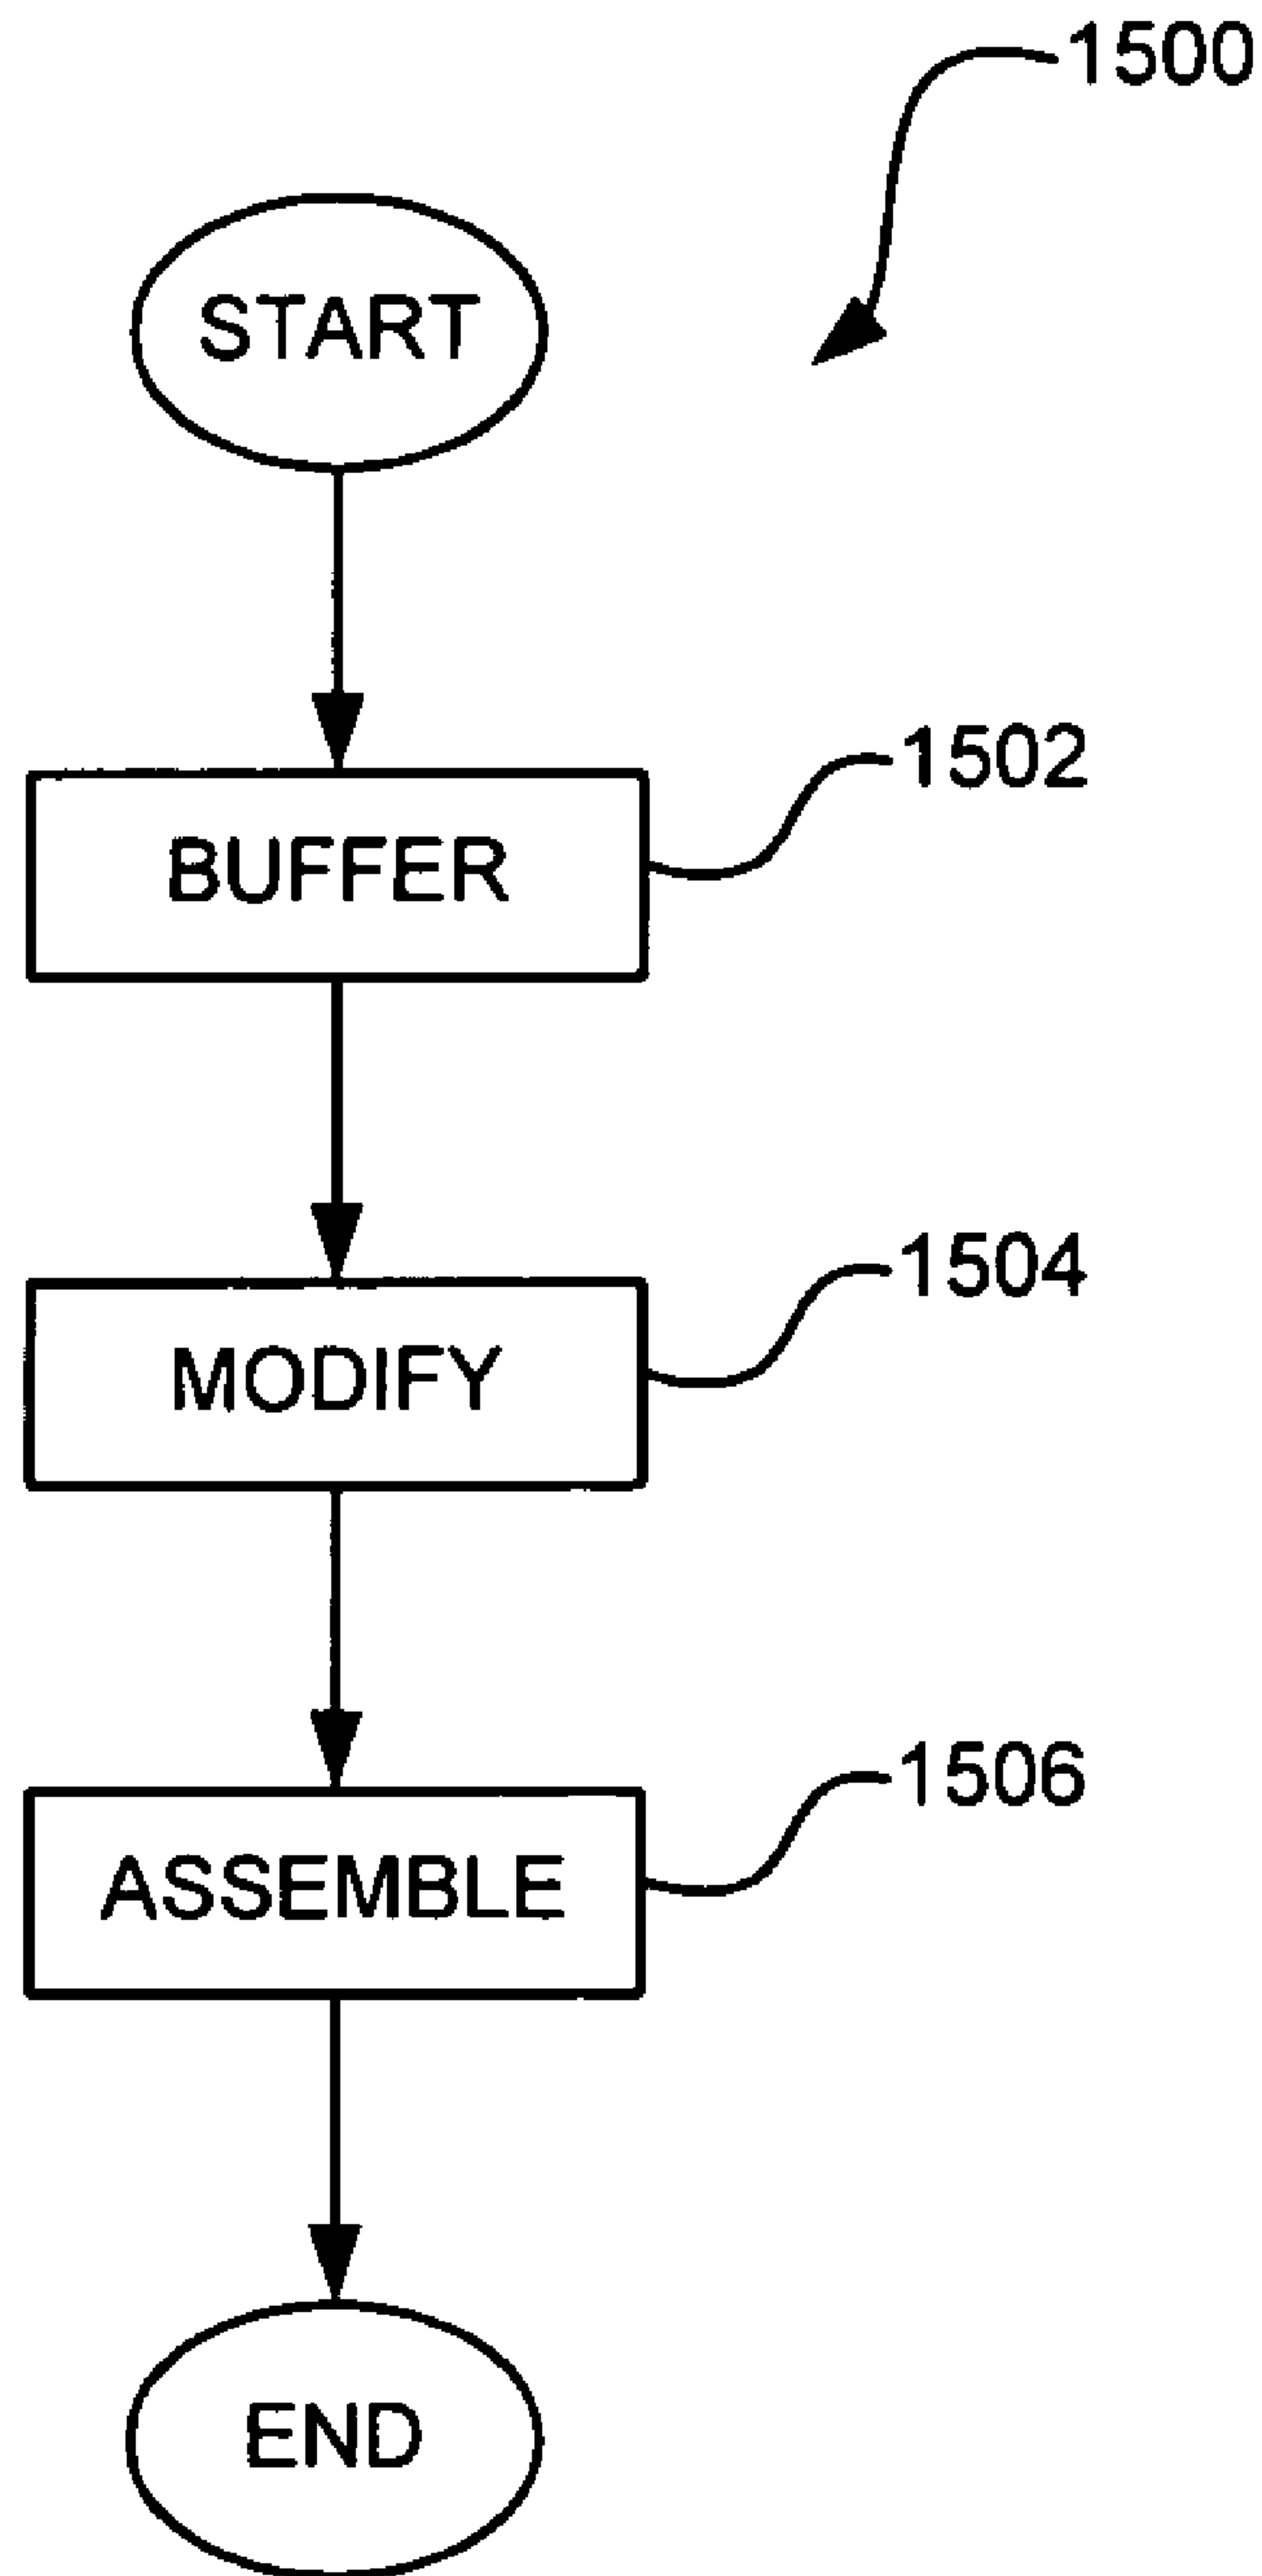 1500
START
1502
BUFFER
1504
MODIFY
1506
ASSEMBLE
END